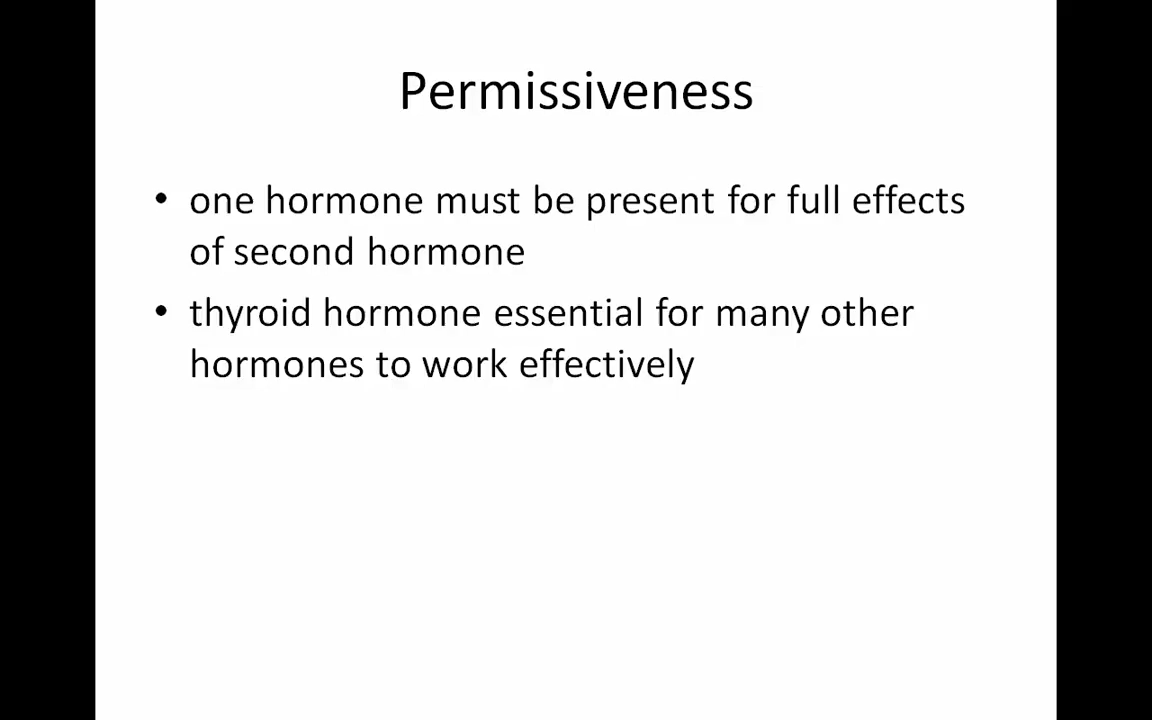 Permissiveness
• one hormone must be present for full effects
of second hormone
• thyroid hormone essential for many other
hormones to work effectively